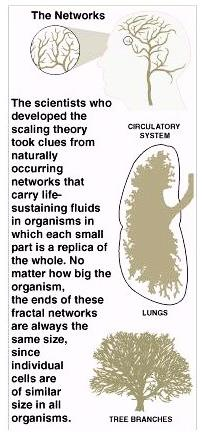 The Networks
The scientists who
developed the
scaling theory
took clues from
naturally
occurring
networks that
carry life-
sustaining fluids
in organisms in
which each small
part is a replica of
the whole. No
matter how big the
organism,
the ends of these
fractal networks
are always the
same size,
since
individual
cells are
of similar
size in all
organisms.
CIRCULATORY
SYSTEM
LUNGS
TREE BRANCHES